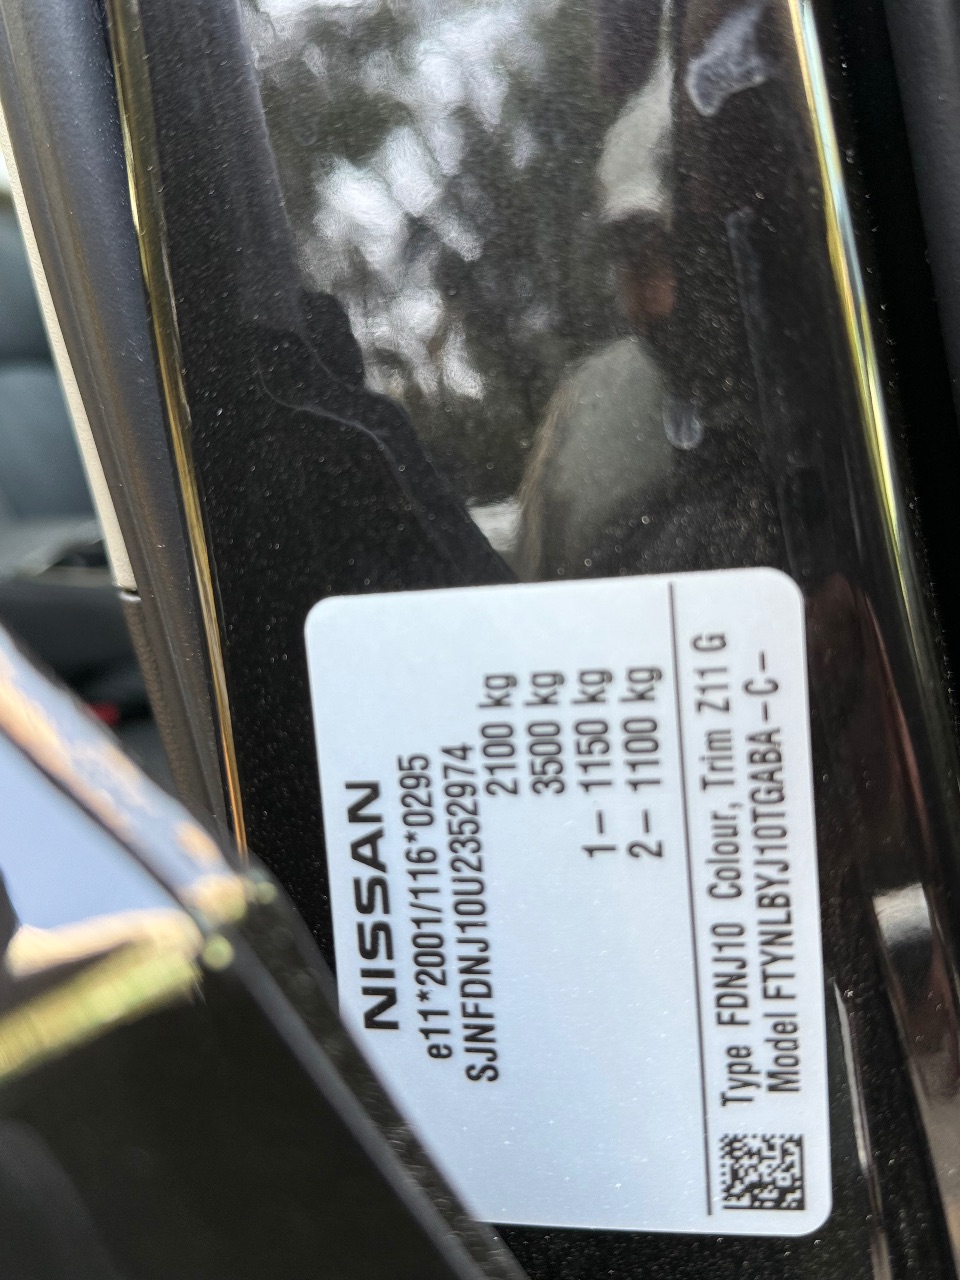 NISSAN
e11*2001/116*0295
SJNFDNJ10U2352974
2100 kg
3500 kg
1– 1150 kg
2– 1100 kg
Type FDNJ10 Colour, Trim Z11 G
Model FTYNLBYJ10TGABA–C–